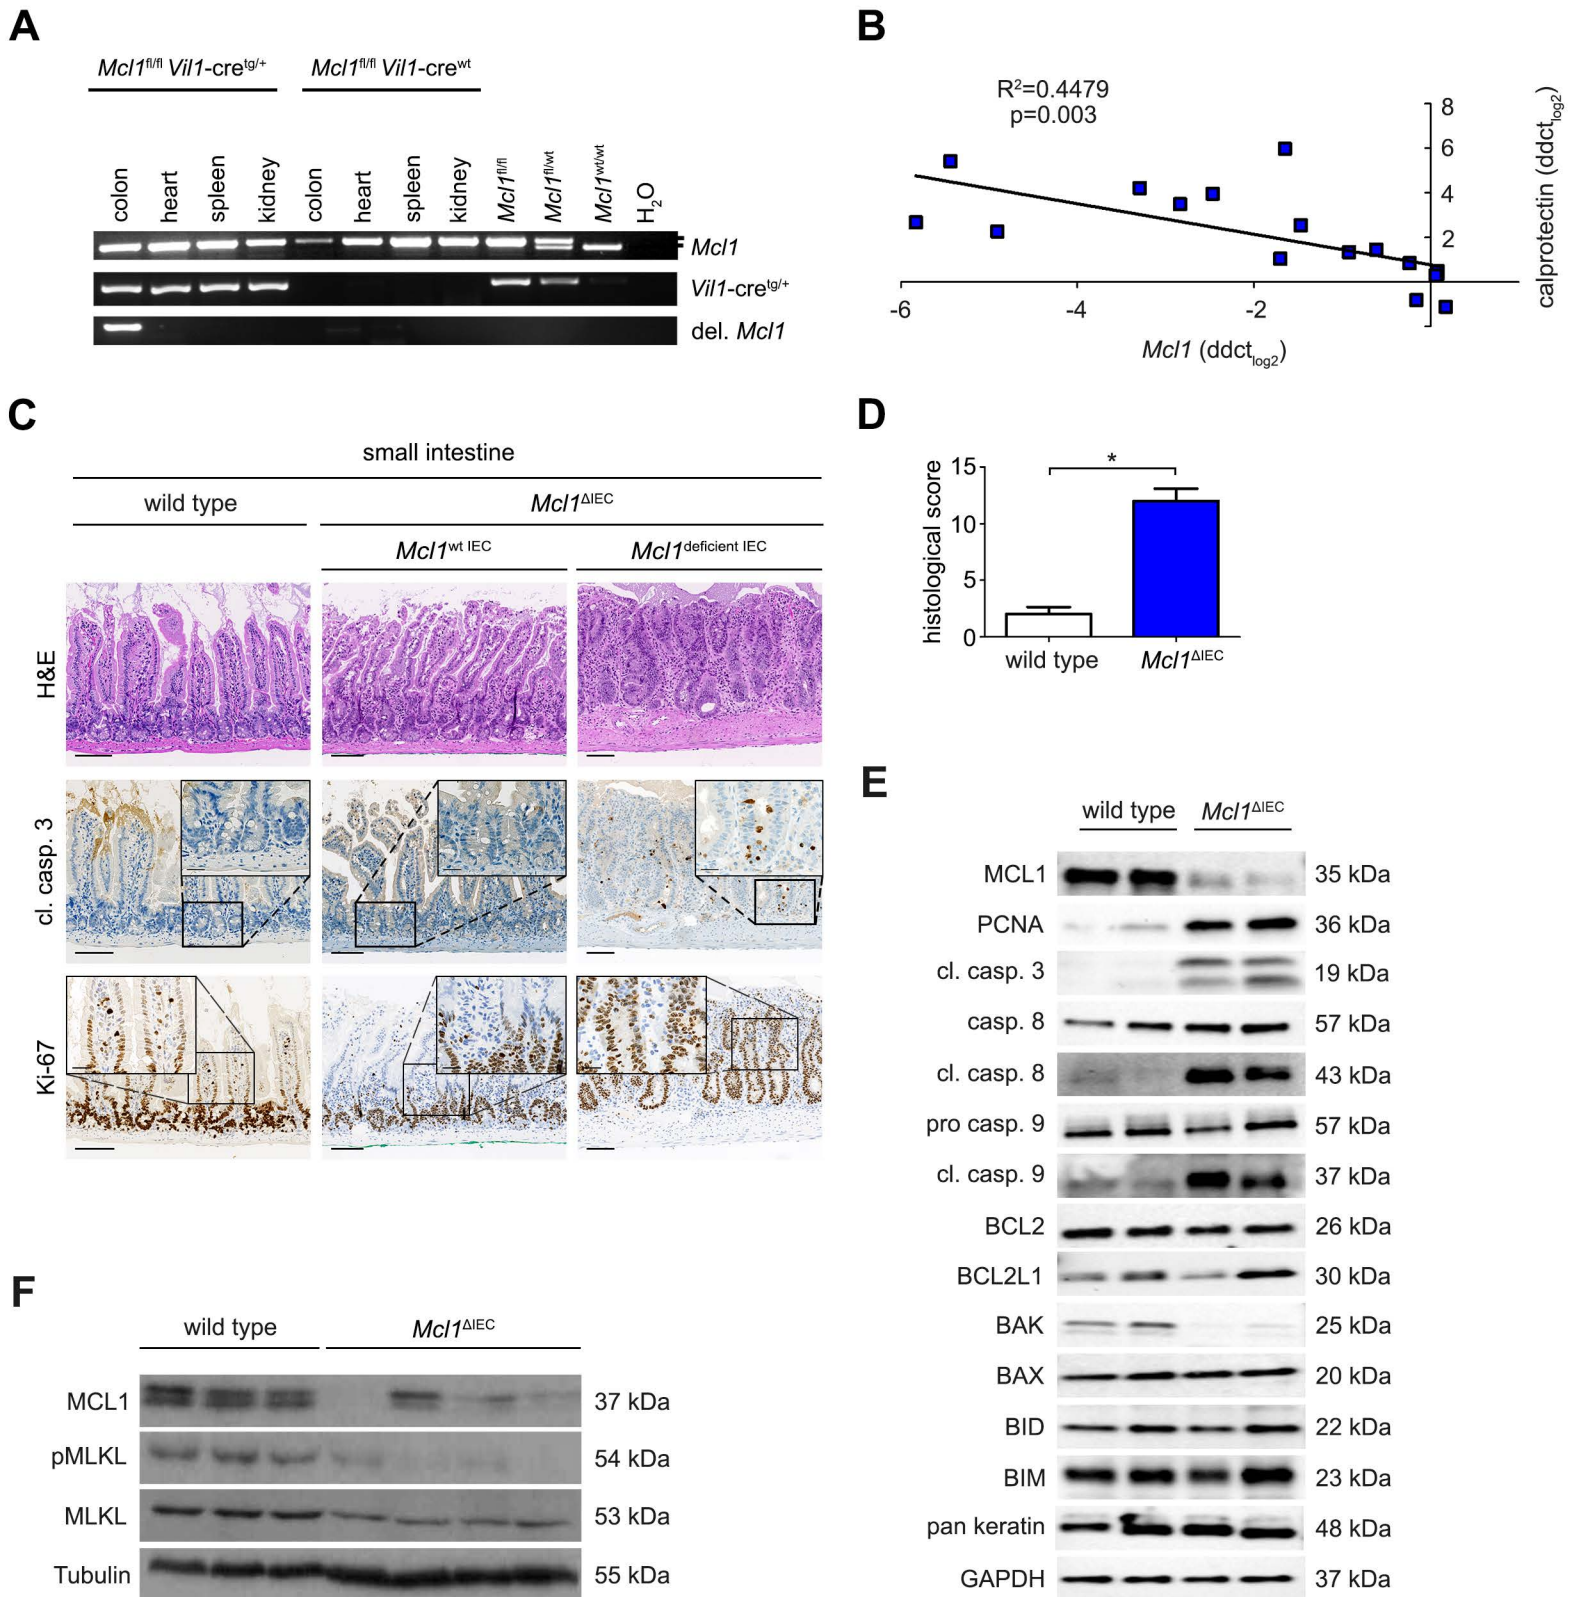 A
Mcl1fl/fl Vil1-cretg/+
Mcl1fl/fl Vil1-crewt
colon
heart
spleen
kidney
colon
heart
spleen
kidney
Mcl1fl/fl
Mcl1fl/wt
Mcl1wt/wt
H2O
Mcl1
Vil1-cretg/+
del. Mcl1
B
R2=0.4479
p=0.003
8
6
4
2
-6
-4
-2
Mcl1 (ddctlog2)
calprotectin (ddctlog2)
C
small intestine
wild type
Mcl1ΔIEC
Mcl1wt IEC
Mcl1deficient IEC
H&E
cl. casp. 3
Ki-67
D
histological score
15
10
5
0
*
wild type
Mcl1ΔIEC
E
wild type
Mcl1ΔIEC
MCL1
35 kDa
PCNA
36 kDa
cl. casp. 3
19 kDa
casp. 8
57 kDa
cl. casp. 8
43 kDa
pro casp. 9
57 kDa
cl. casp. 9
37 kDa
BCL2
26 kDa
BCL2L1
30 kDa
BAK
25 kDa
BAX
20 kDa
BID
22 kDa
BIM
23 kDa
pan keratin
48 kDa
GAPDH
37 kDa
F
wild type
Mcl1ΔIEC
MCL1
37 kDa
pMLKL
54 kDa
MLKL
53 kDa
Tubulin
55 kDa